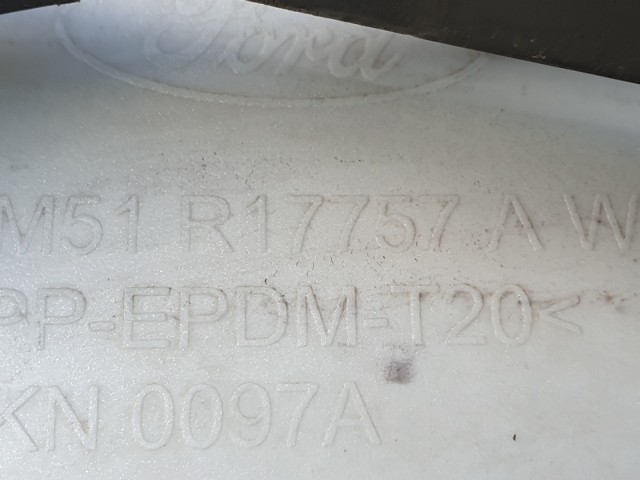 Ford
M51 R17757 A W
PP-EPDM-T20<
KN 0097A